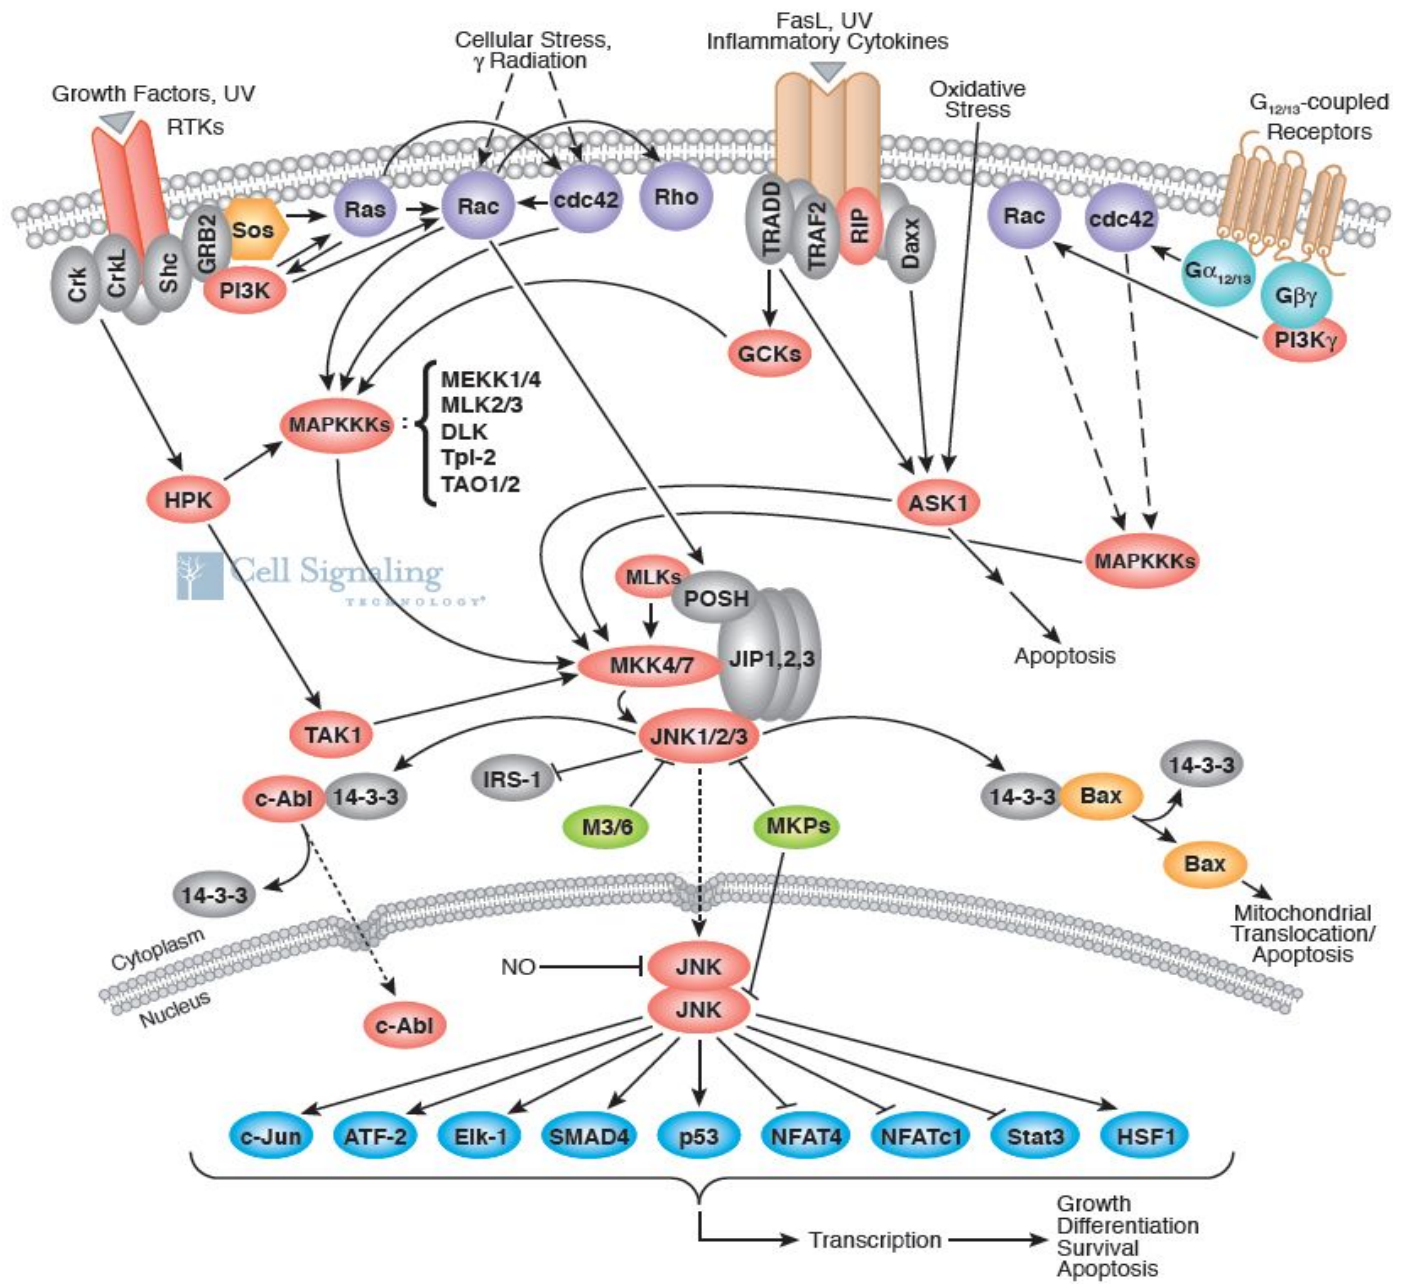 FasL, UV
Inflammatory Cytokines
Cellular Stress,
γ Radiation
Growth Factors, UV
RTKs
Oxidative
Stress
G12/13-coupled
Receptors
Crk
CrkL
Shc
GRB2
Sos
PI3K
Ras
Rac
cdc42
Rho
TRADD
TRAF2
RIP
Daxx
Rac
cdc42
Gα12/13
Gβγ
PI3Kγ
GCKs
MAPKKKs :
MEKK1/4
MLK2/3
DLK
Tpl-2
TAO1/2
HPK
ASK1
MAPKKKs
Cell Signaling
TECHNOLOGY®
MLKs
POSH
JIP1,2,3
MKK4/7
Apoptosis
TAK1
JNK1/2/3
IRS-1
c-Abl
14-3-3
M3/6
MKPs
14-3-3
Bax
14-3-3
Bax
Mitochondrial
Translocation/
Apoptosis
14-3-3
Cytoplasm
Nucleus
c-Abl
NO
JNK
JNK
c-Jun
ATF-2
Elk-1
SMAD4
p53
NFAT4
NFATc1
Stat3
HSF1
Transcription
Growth
Differentiation
Survival
Apoptosis